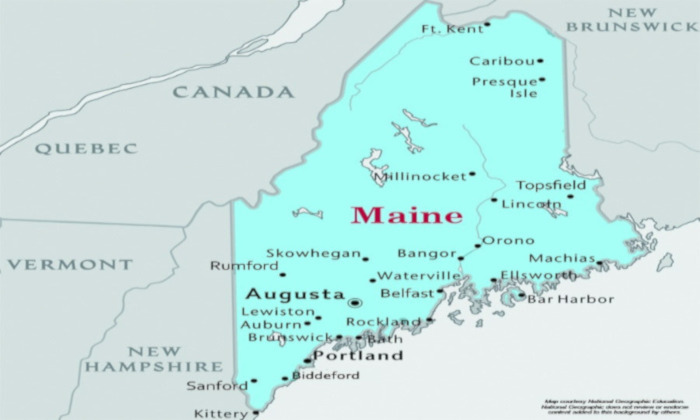 NEW
BRUNSWICK
Ft. Kent
Caribou
Presque
Isle
CANADA
QUEBEC
Millinocket
Topsfield
Lincoln
Maine
Orono
Skowhegan
Bangor
Machias
VERMONT
Rumford
Waterville
Ellsworth
Augusta
Belfast
Bar Harbor
Lewiston
Auburn
Rockland
Brunswick
Bath
NEW
HAMPSHIRE
Portland
Biddeford
Sanford
Kittery
Map courtesy National Geographic Education.
National Geographic does not review or endorse
content added to this background by others.